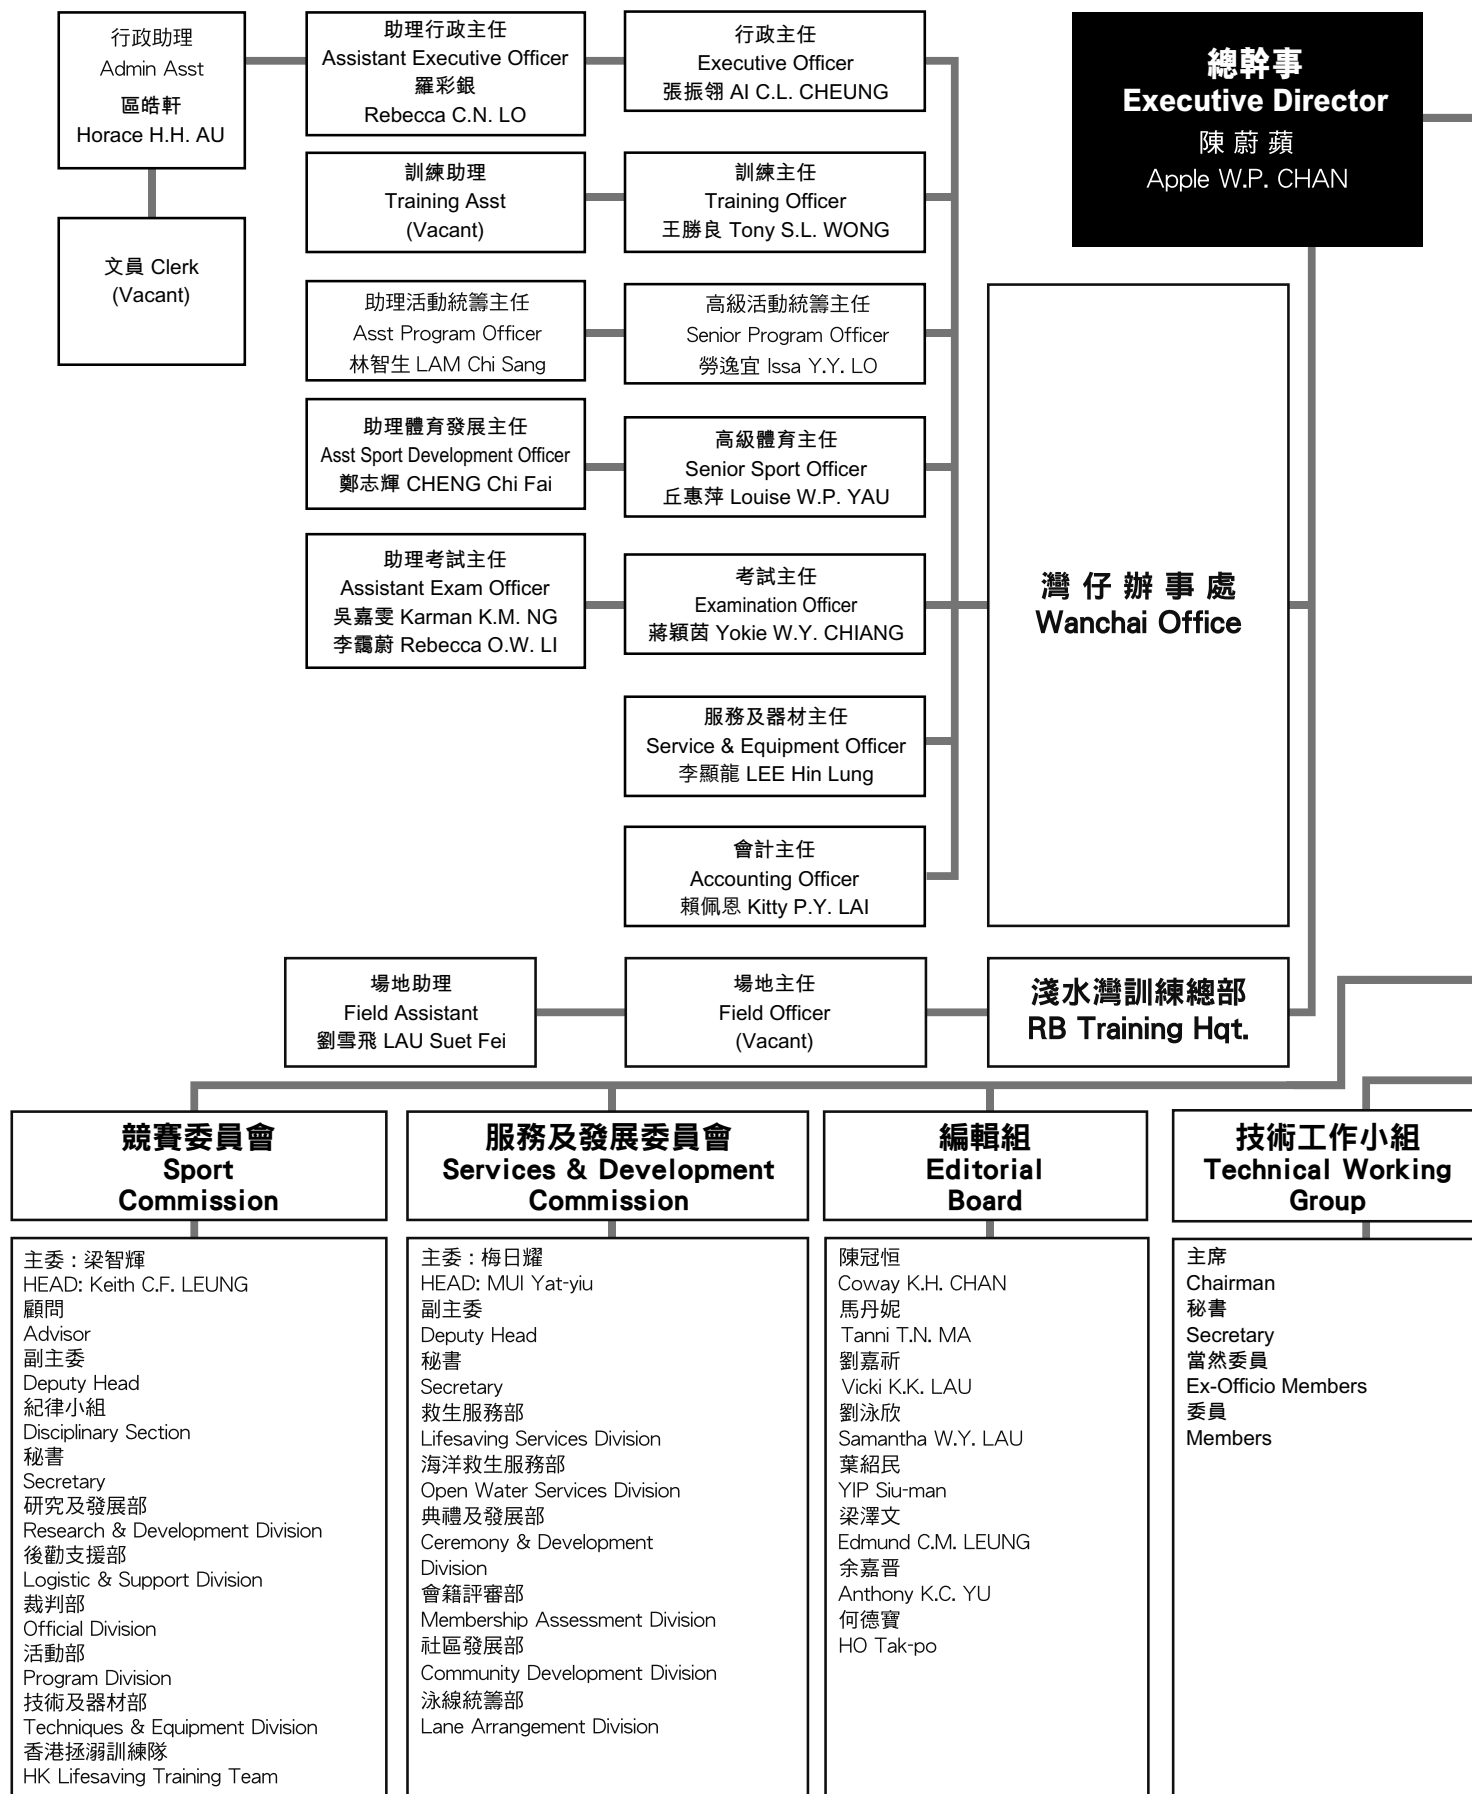 行政助理
Admin Asst
區皓軒
Horace H.H. AU
助理行政主任
Assistant Executive Officer
羅彩銀
Rebecca C.N. LO
行政主任
Executive Officer
張振翎 AI C.L. CHEUNG
總幹事
Executive Director
陳蔚蘋
Apple W.P. CHAN
文員 Clerk
(Vacant)
訓練助理
Training Asst
(Vacant)
訓練主任
Training Officer
王勝良 Tony S.L. WONG
助理活動統籌主任
Asst Program Officer
林智生 LAM Chi Sang
高級活動統籌主任
Senior Program Officer
勞逸宜 Issa Y.Y. LO
助理體育發展主任
Asst Sport Development Officer
鄭志輝 CHENG Chi Fai
高級體育主任
Senior Sport Officer
丘惠萍 Louise W.P. YAU
助理考試主任
Assistant Exam Officer
吳嘉雯 Karman K.M. NG
李靄蔚 Rebecca O.W. LI
考試主任
Examination Officer
蔣穎茵 Yokie W.Y. CHIANG
灣仔辦事處
Wanchai Office
服務及器材主任
Service & Equipment Officer
李顯龍 LEE Hin Lung
會計主任
Accounting Officer
賴佩恩 Kitty P.Y. LAI
場地助理
Field Assistant
劉雪飛 LAU Suet Fei
場地主任
Field Officer
(Vacant)
淺水灣訓練總部
RB Training Hqt.
競賽委員會
Sport
Commission
主委：梁智輝
HEAD: Keith C.F. LEUNG
顧問
Advisor
副主委
Deputy Head
紀律小組
Disciplinary Section
秘書
Secretary
研究及發展部
Research & Development Division
後勤支援部
Logistic & Support Division
裁判部
Official Division
活動部
Program Division
技術及器材部
Techniques & Equipment Division
香港拯溺訓練隊
HK Lifesaving Training Team
服務及發展委員會
Services & Development
Commission
主委：梅日耀
HEAD: MUI Yat-yiu
副主委
Deputy Head
秘書
Secretary
救生服務部
Lifesaving Services Division
海洋救生服務部
Open Water Services Division
典禮及發展部
Ceremony & Development
Division
會籍評審部
Membership Assessment Division
社區發展部
Community Development Division
泳線統籌部
Lane Arrangement Division
編輯組
Editorial
Board
陳冠恒
Coway K.H. CHAN
馬丹妮
Tanni T.N. MA
劉嘉祈
Vicki K.K. LAU
劉泳欣
Samantha W.Y. LAU
葉紹民
YIP Siu-man
梁澤文
Edmund C.M. LEUNG
余嘉晋
Anthony K.C. YU
何德寶
HO Tak-po
技術工作小組
Technical Working
Group
主席
Chairman
秘書
Secretary
當然委員
Ex-Officio Members
委員
Members